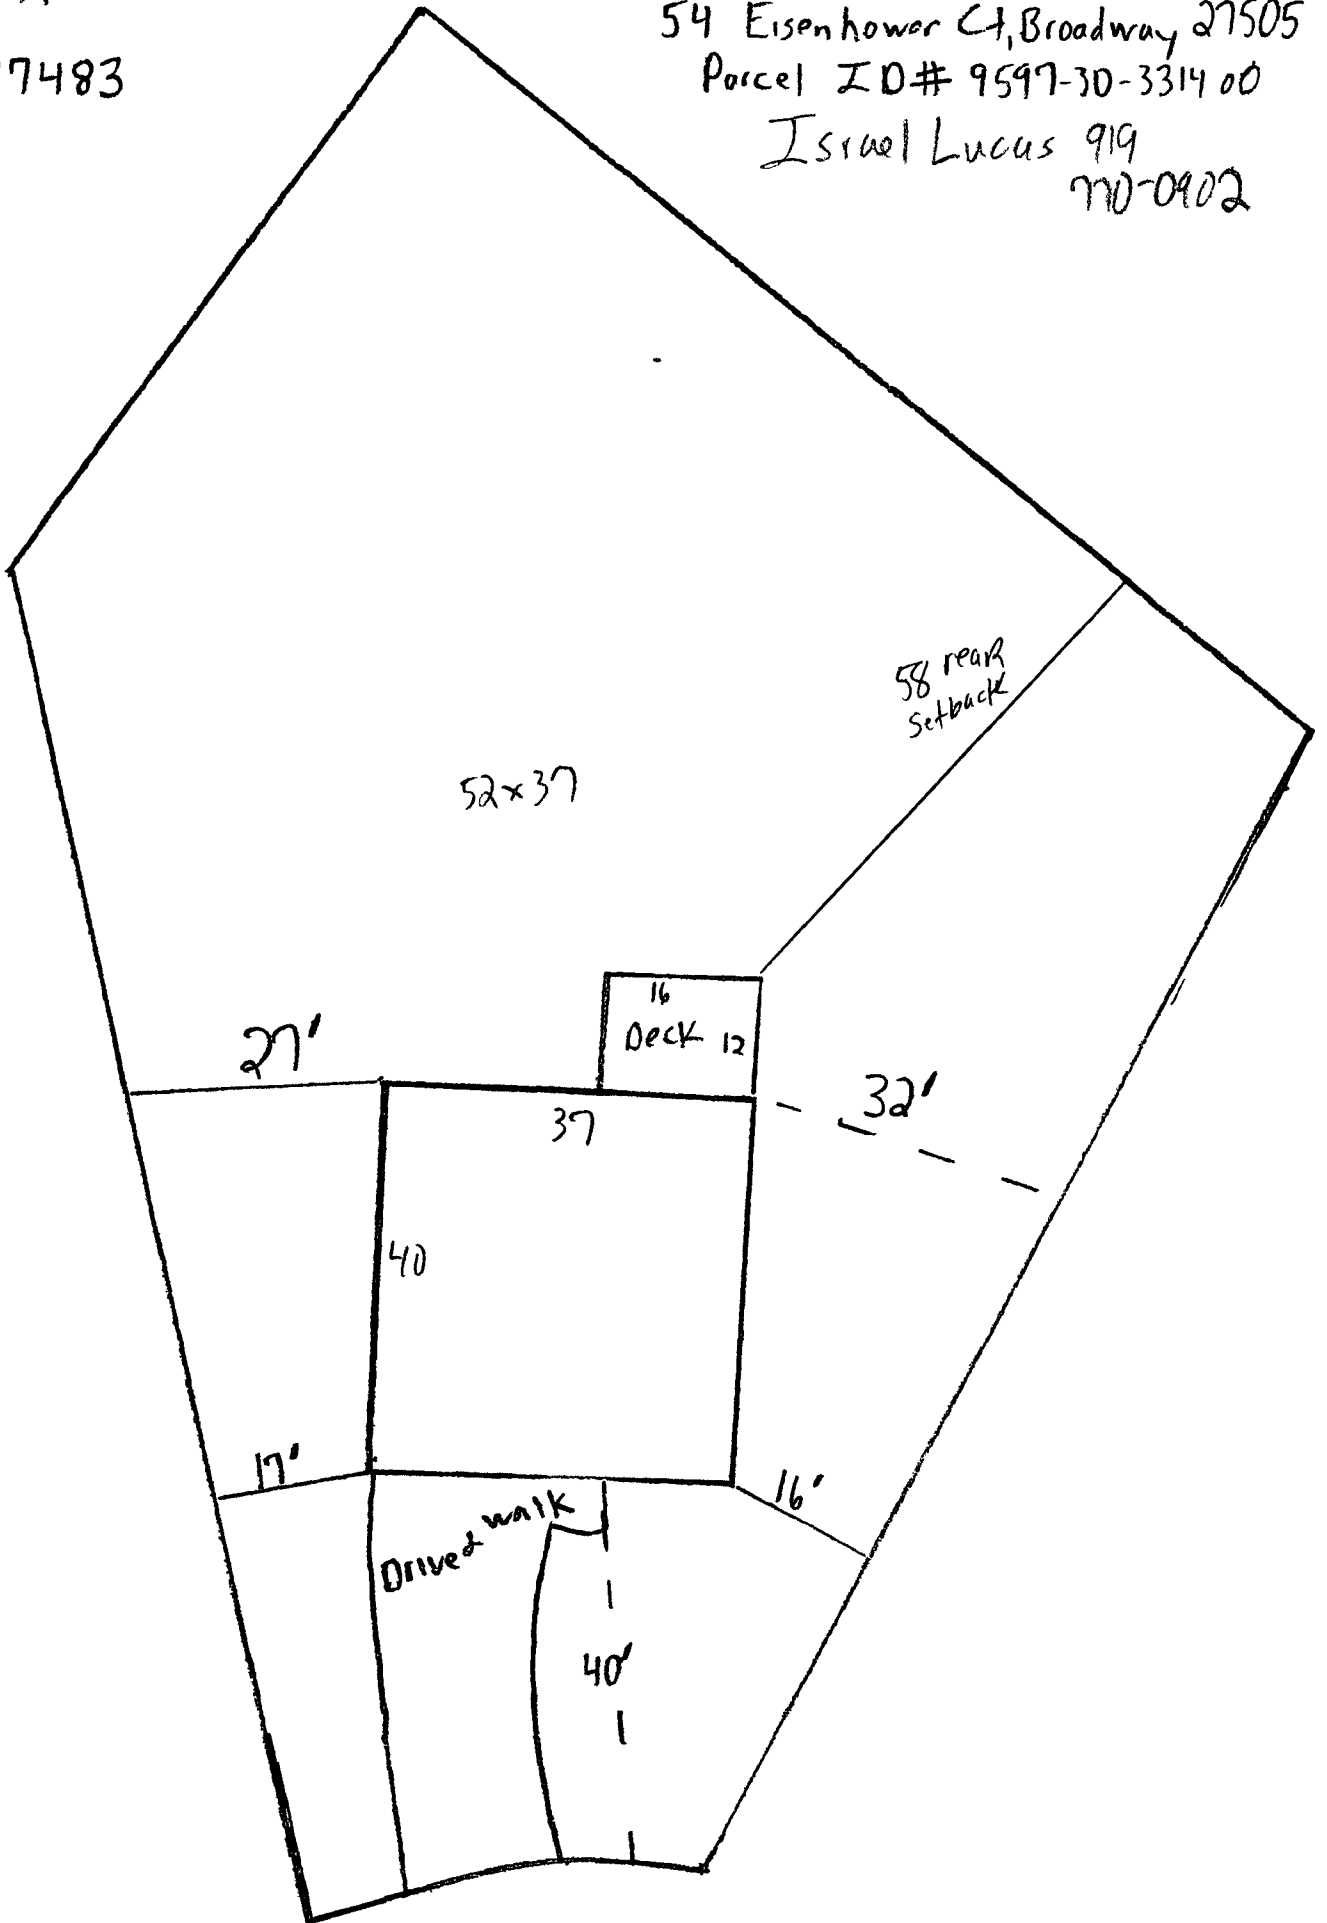 7483
54 Eisenhower Ct, Broadway 27505
Parcel ID# 9597-30-3314 00
Israel Lucas 919
770-0902
58 rear
setback
52x37
16
Deck 12
27'
32'
37
40
17'
16'
Drive & walk
40'